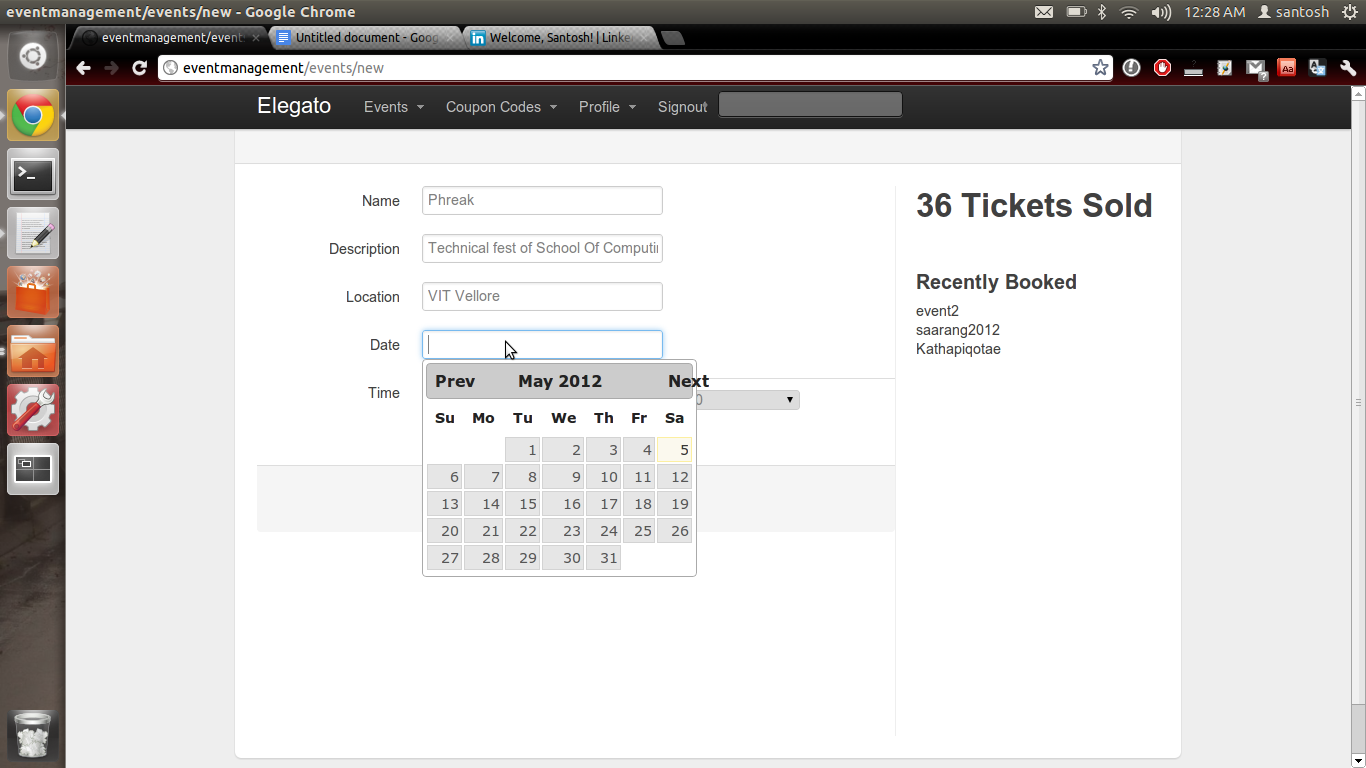 eventmanagement/events/new - Google Chrome
12:28 AM santosh
eventmanagement/event
Untitled document - Goog
Welcome, Santosh! | Linke
eventmanagement/events/new
Elegato Events Coupon Codes Profile Signout
Name Phreak
Description Technical fest of School Of Computi
Location VIT Vellore
Date
Time
0
Prev May 2012 Next
Su Mo Tu We Th Fr Sa
1 2 3 4 5
6 7 8 9 10 11 12
13 14 15 16 17 18 19
20 21 22 23 24 25 26
27 28 29 30 31
36 Tickets Sold
Recently Booked
event2
saarang2012
Kathapiqotae